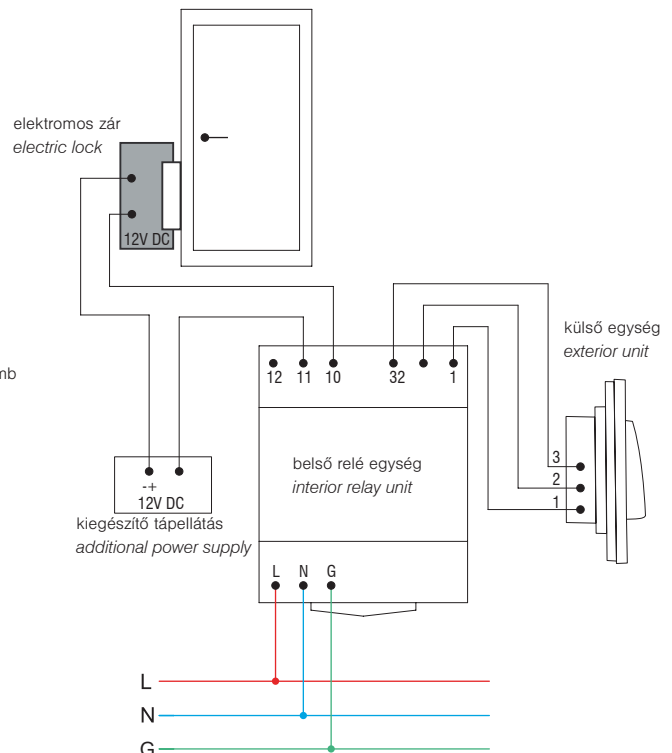 elektromos zár
electric lock
12V DC
külső egység
exterior unit
mb
12 11 10 32 1
3
2
1
belső relé egység
interior relay unit
-+
12V DC
kiegészítő tápellátás
additional power supply
L N G
L
N
G